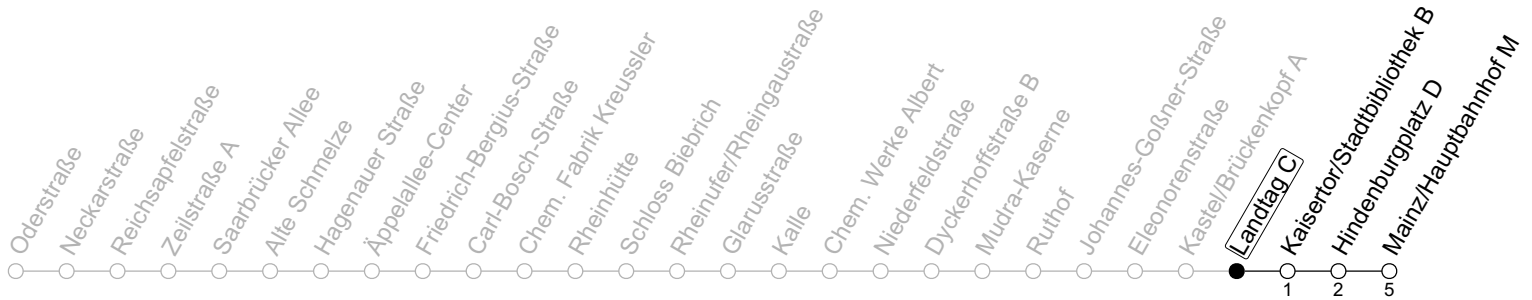 Oderstraße
Neckarstraße
Reichsapfelstraße
Zeilstraße A
Saarbrücker Allee
Alte Schmelze
Hagenauer Straße
Äppelallee-Center
Friedrich-Bergius-Straße
Carl-Bosch-Straße
Chem. Fabrik Kreussler
Rheinhütte
Schloss Biebrich
Rheinufer/Rheingaustraße
Glarusstraße
Kalle
Chem. Werke Albert
Niederfeldstraße
Dyckerhoffstraße B
Mudra-Kaserne
Ruthof
Johannes-Goßner-Straße
Eleonorenstraße
Kastel/Brückenkopf A
Landtag C
Kaisertor/Stadtbibliothek B
Hindenburgplatz D
Mainz/Hauptbahnhof M
1
2
5